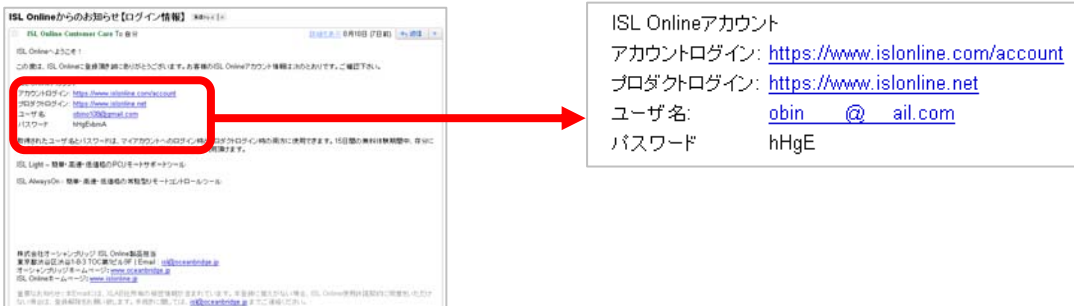 ISL Onlineからのお知らせ【ログイン情報】
ISL Online Customer Care To 自分
8月10日 (7日前)
ISL Onlineへようこそ！
この度は、ISL Onlineに登録頂き誠にありがとうございます。お客様のISL Onlineアカウント情報は次のとおりです。ご確認下さい。
アカウントログイン: https://www.islonline.com/account
プロダクトログイン: https://www.islonline.net
ユーザ名:
パスワード
ISL Light – 簡単・高速・低価格のPCリモートサポートツール
ISL AlwaysOn - 簡単・高速・低価格の常駐型リモートコントロールツール
株式会社オーシャンブリッジ ISL Online製品担当
オーシャンブリッジホームページ: www.oceanbridge.jp
ISL Onlineホームページ: www.islonline.jp
ISL Onlineアカウント
アカウントログイン: https://www.islonline.com/account
プロダクトログイン: https://www.islonline.net
ユーザ名: obin @ ail.com
パスワード hHgE